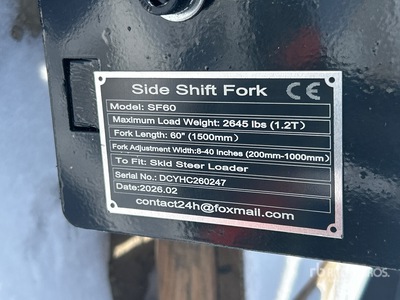 Side Shift Fork CE
Model: SF60
Maximum Load Weight: 2645 lbs (1.2T)
Fork Length: 60" (1500mm)
Fork Adjustment Width:8-40 Inches (200mm-1000mm)
To Fit: Skid Steer Loader
Serial No.: DCYHC260247
Date:2026.02
contact24h@foxmail.com